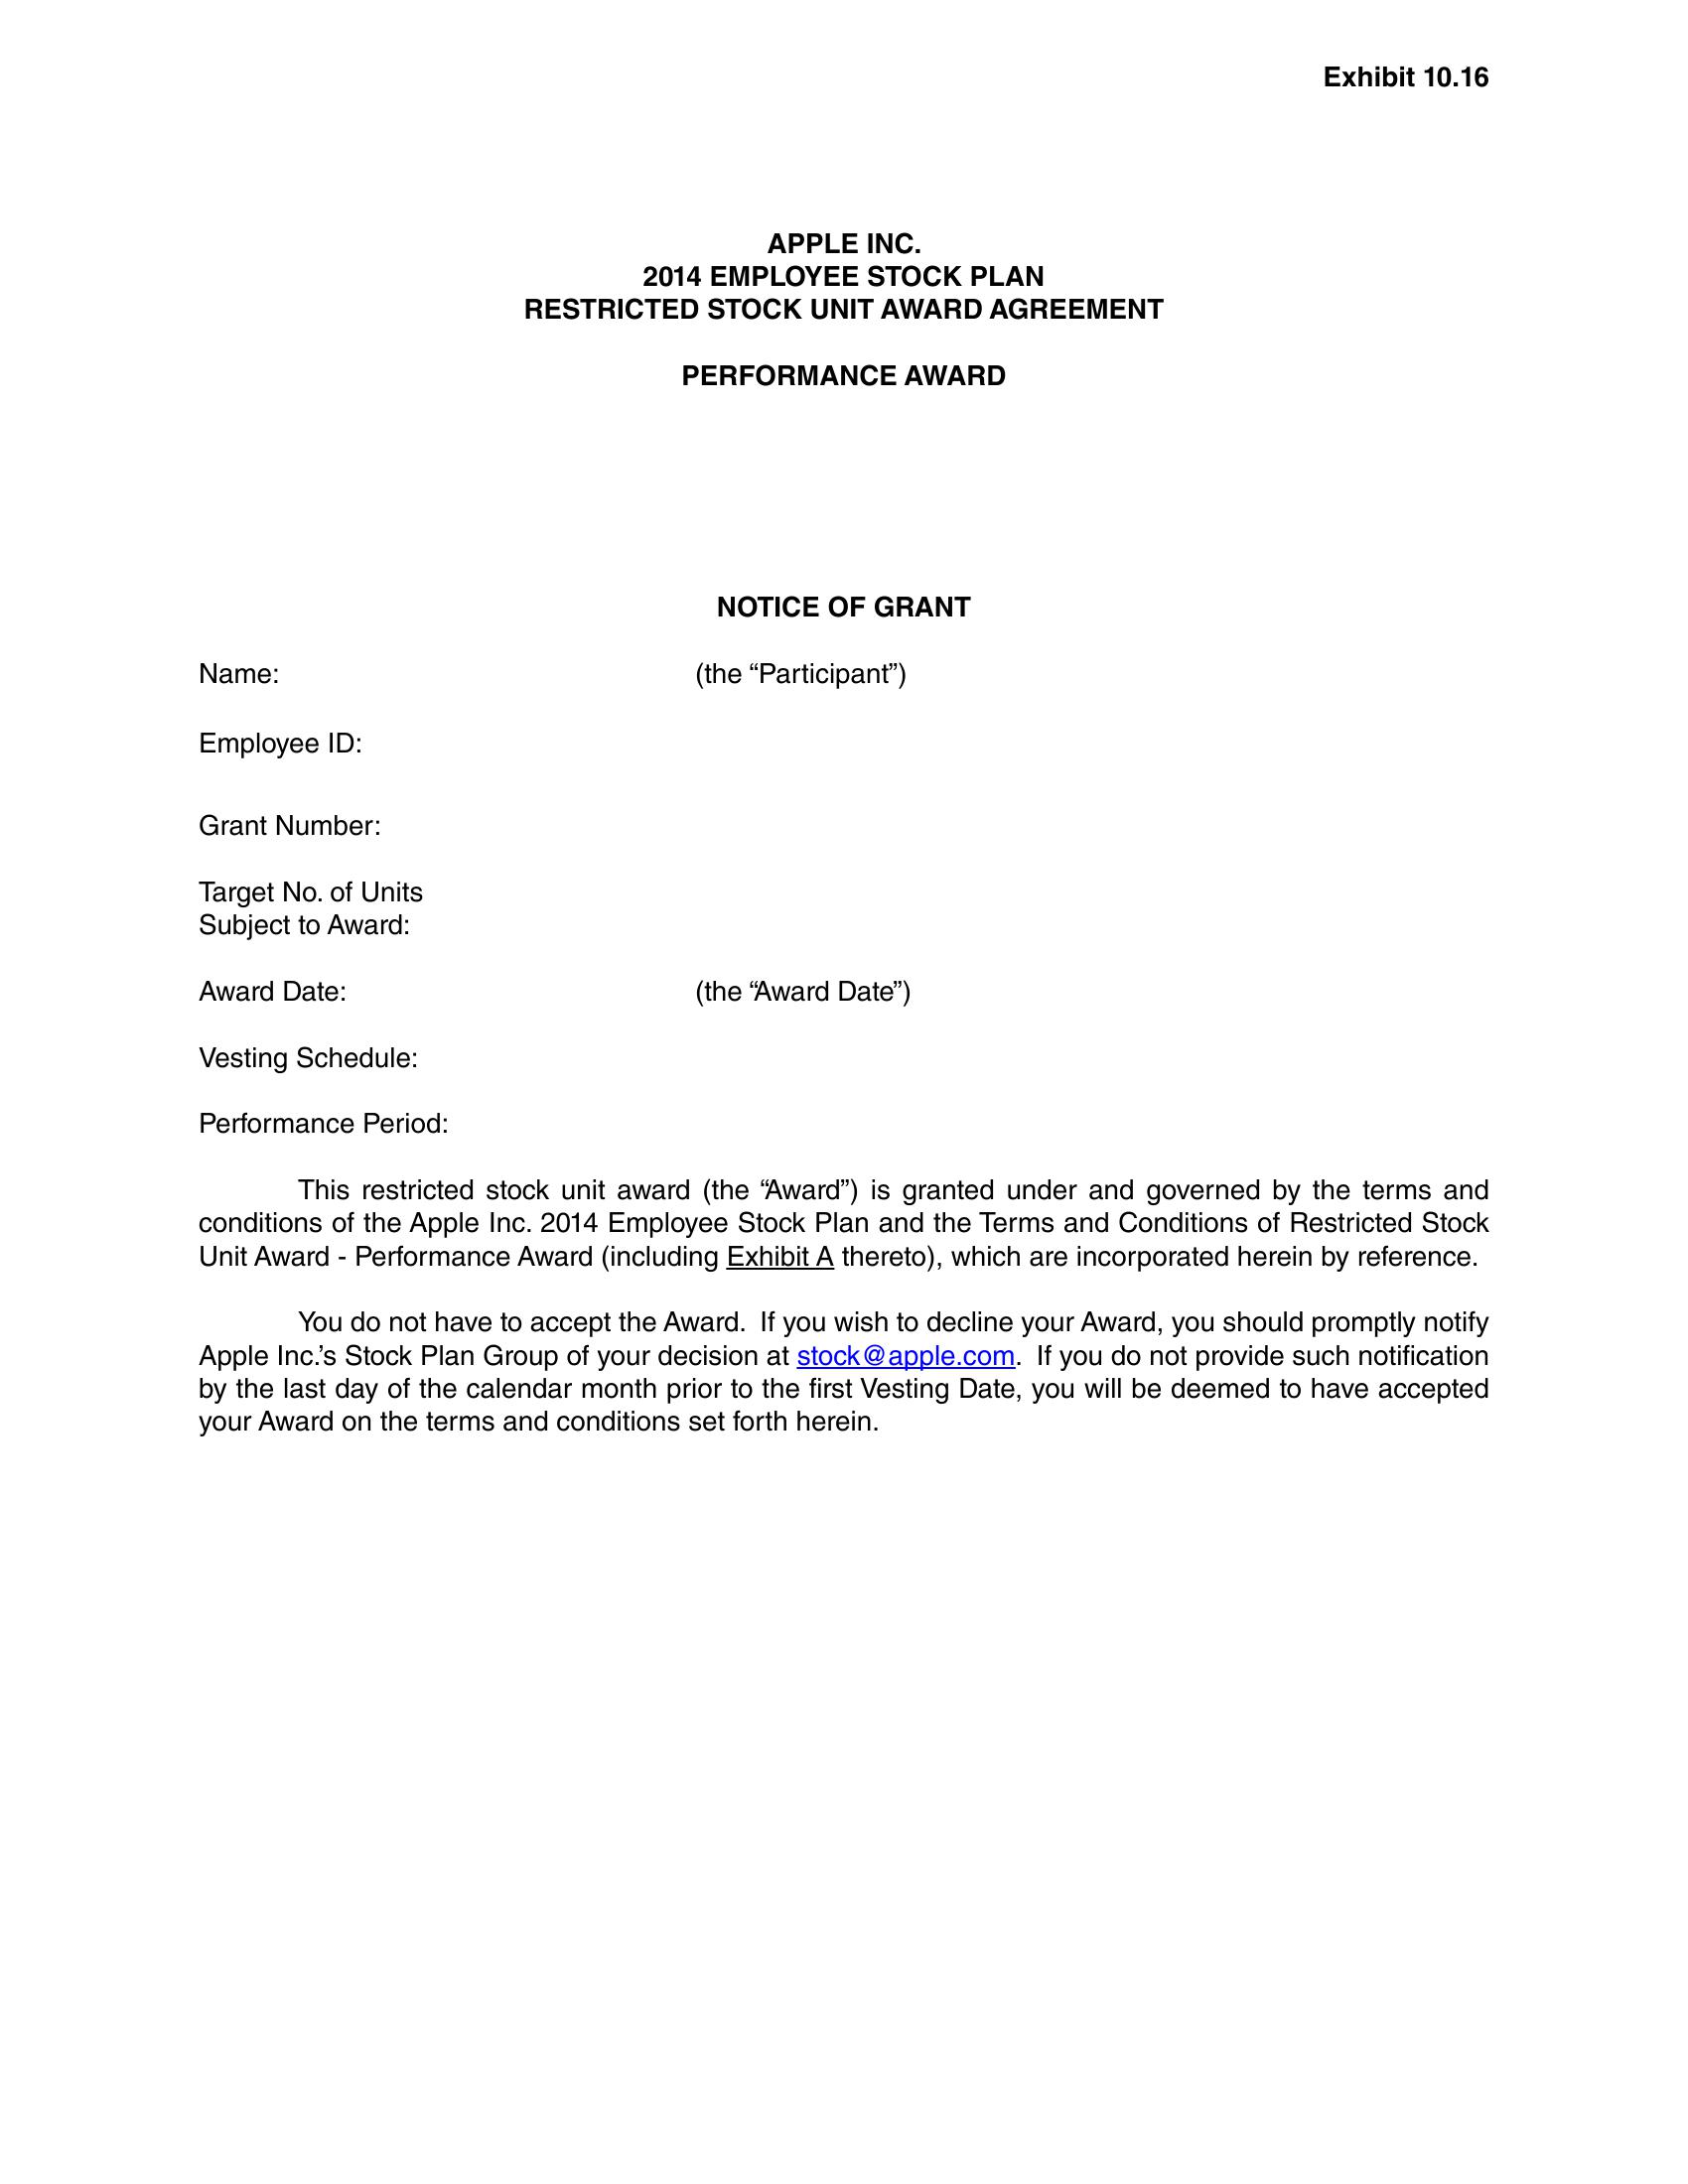 Exhibit 10.16
APPLE INC.
2014 EMPLOYEE STOCK PLAN
RESTRICTED STOCK UNIT AWARD AGREEMENT
PERFORMANCE AWARD
NOTICE OF GRANT
Name: (the “Participant”)
Employee ID:
Grant Number:
Target No. of Units
Subject to Award:
Award Date: (the “Award Date”)
Vesting Schedule:
Performance Period:
This restricted stock unit award (the “Award”) is granted under and governed by the terms and
conditions of the Apple Inc. 2014 Employee Stock Plan and the Terms and Conditions of Restricted Stock
Unit Award - Performance Award (including Exhibit A thereto), which are incorporated herein by reference.
You do not have to accept the Award. If you wish to decline your Award, you should promptly notify
Apple Inc.’s Stock Plan Group of your decision at stock@apple.com. If you do not provide such notification
by the last day of the calendar month prior to the first Vesting Date, you will be deemed to have accepted
your Award on the terms and conditions set forth herein.